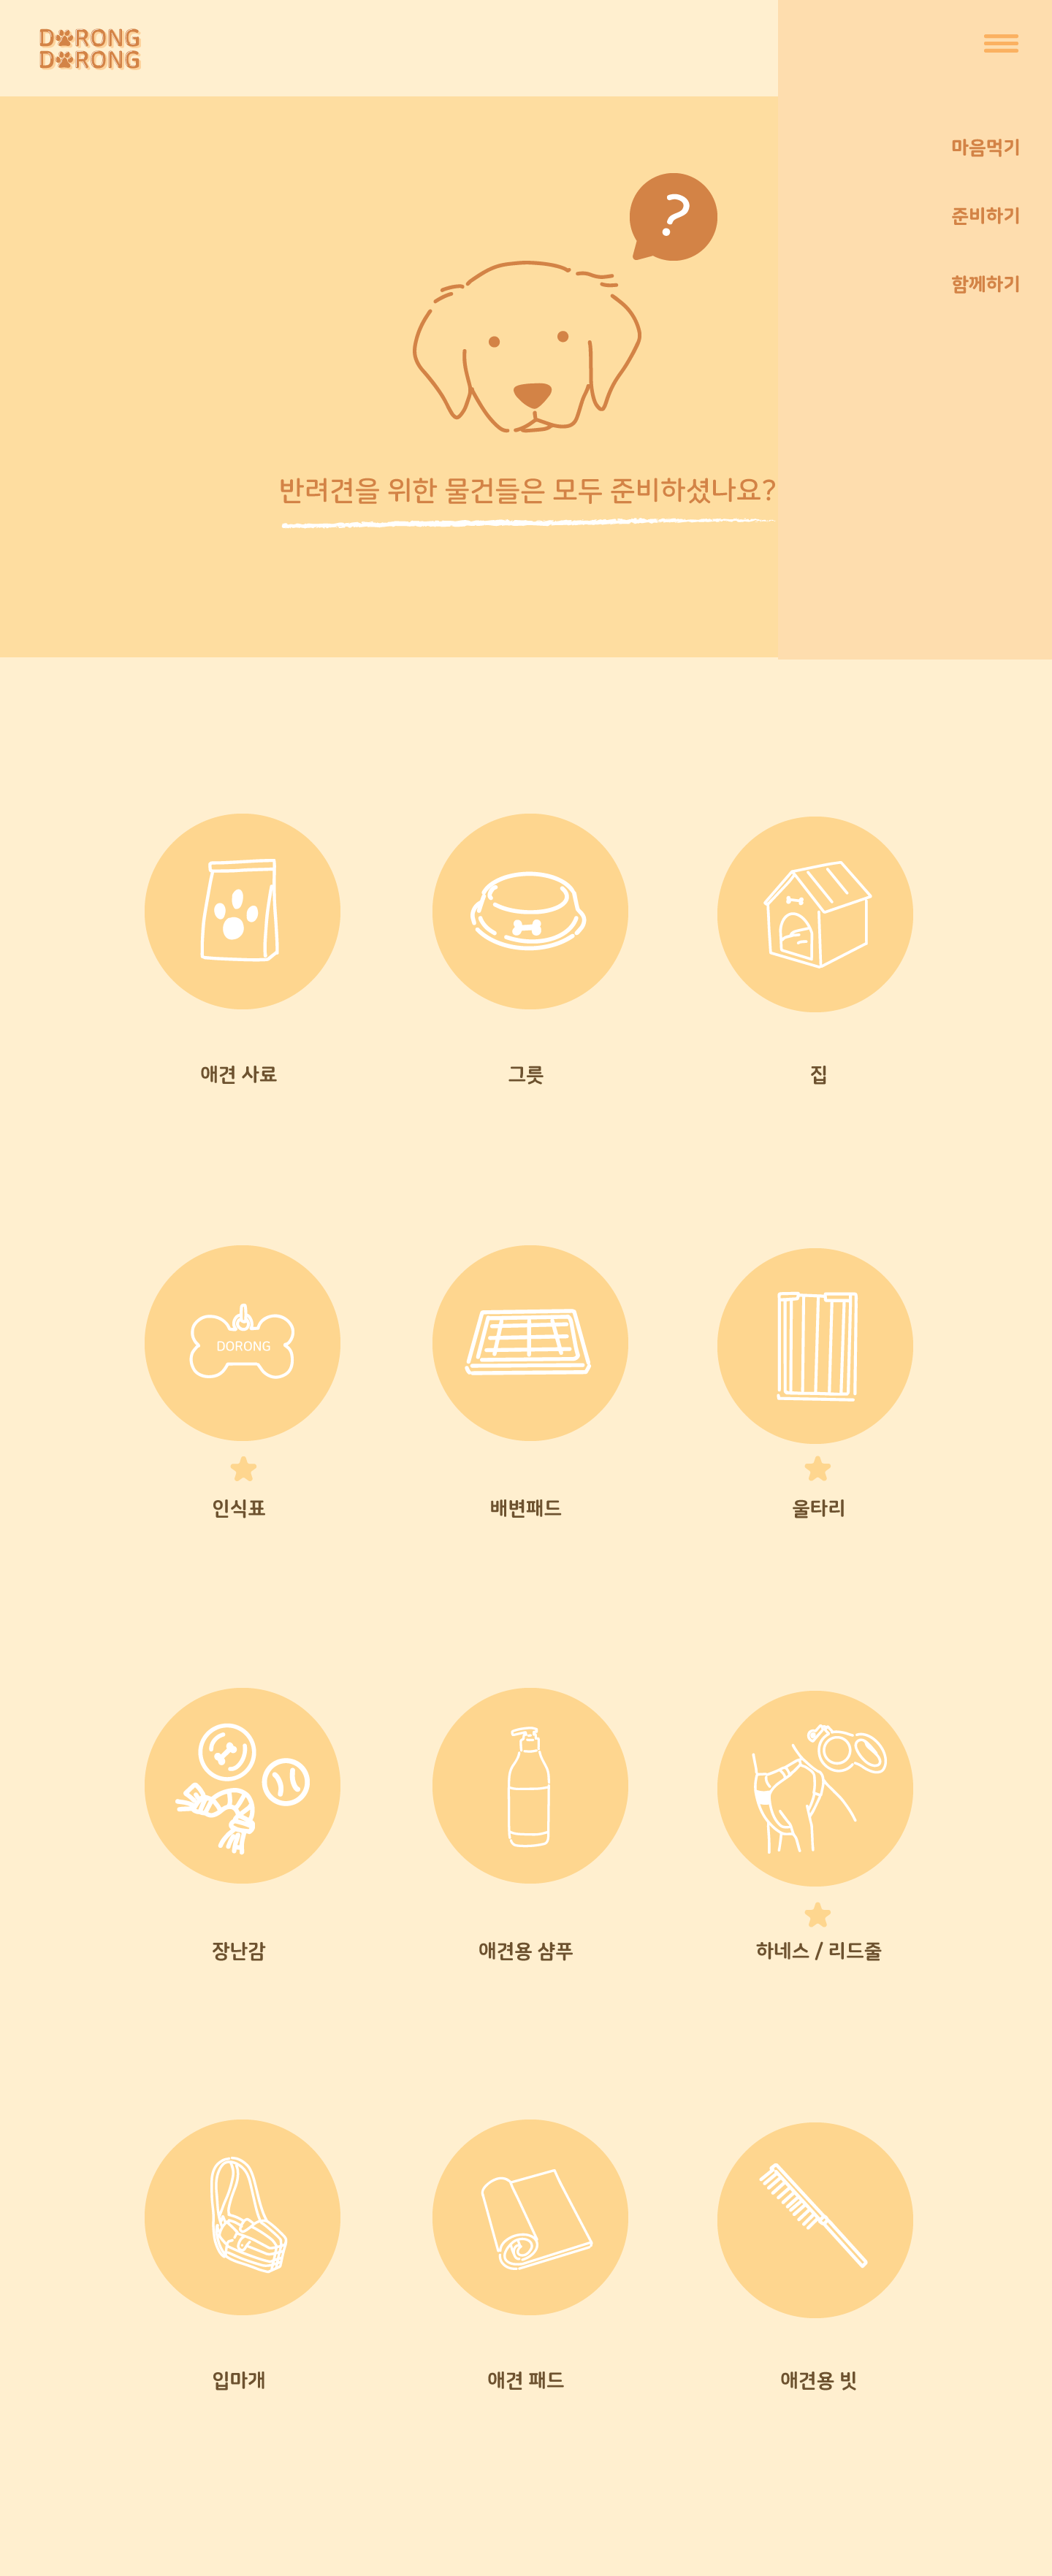 DORONG
DORONG
마음먹기
준비하기
함께하기
?
반려견을 위한 물건들은 모두 준비하셨나요?
애견 사료
그릇
집
DORONG
인식표
배변패드
울타리
장난감
애견용 샴푸
하네스 / 리드줄
입마개
애견 패드
애견용 빗